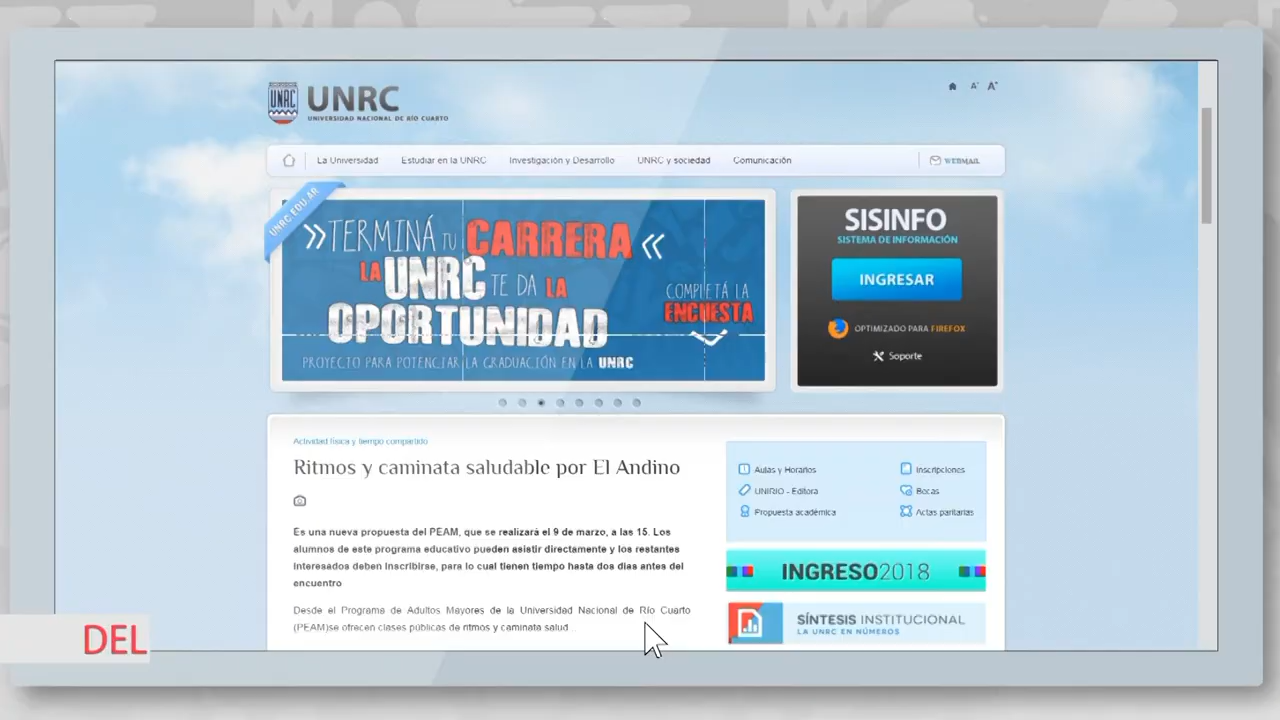 UNRC
UNRC
UNIVERSIDAD NACIONAL DE RÍO CUARTO
A- A+
La Universidad Estudiar en la UNRC Investigación y Desarrollo UNRC y sociedad Comunicación WEBMAIL
UNRC.EDU.AR
»TERMINÁ TU CARRERA «
LA UNRC TE DA LA
OPORTUNIDAD
COMPLETÁ LA
ENCUESTA
PROYECTO PARA POTENCIAR LA GRADUACIÓN EN LA UNRC
SISINFO
SISTEMA DE INFORMACIÓN
INGRESAR
OPTIMIZADO PARA FIREFOX
Soporte
Actividad física y tiempo compartido
Ritmos y caminata saludable por El Andino
Es una nueva propuesta del PEAM, que se realizará el 9 de marzo, a las 15. Los
alumnos de este programa educativo pueden asistir directamente y los restantes
interesados deben inscribirse, para lo cual tienen tiempo hasta dos días antes del
encuentro
Desde el Programa de Adultos Mayores de la Universidad Nacional de Río Cuarto
(PEAM)se ofrecen clases públicas de ritmos y caminata salud...
Aulas y Horarios Inscripciones
UNIRIO - Editora Becas
Propuesta académica Actas paritarias
INGRESO2018
SÍNTESIS INSTITUCIONAL
LA UNRC EN NÚMEROS
DEL